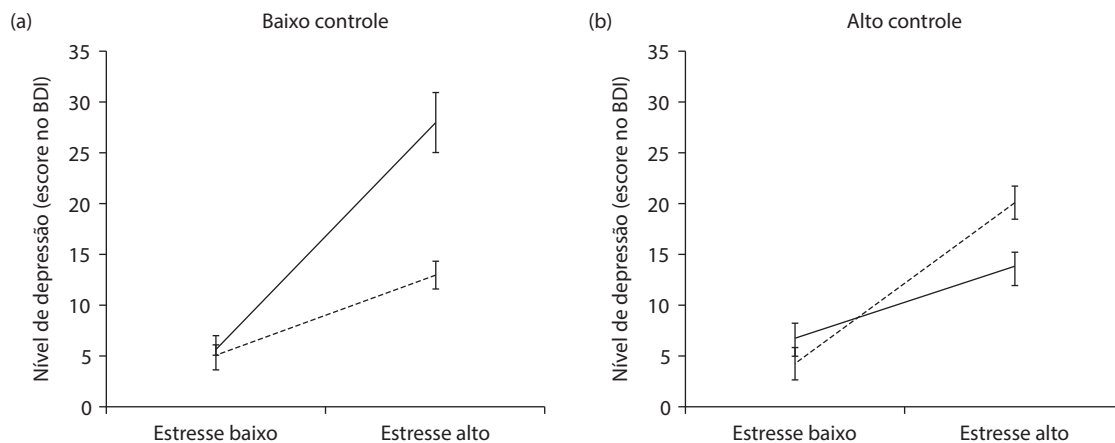 (a)
Baixo controle
Nível de depressão (escore no BDI)
35
30
25
20
15
10
5
0
Estresse baixo
Estresse alto
(b)
Alto controle
Nível de depressão (escore no BDI)
35
30
25
20
15
10
5
0
Estresse baixo
Estresse alto